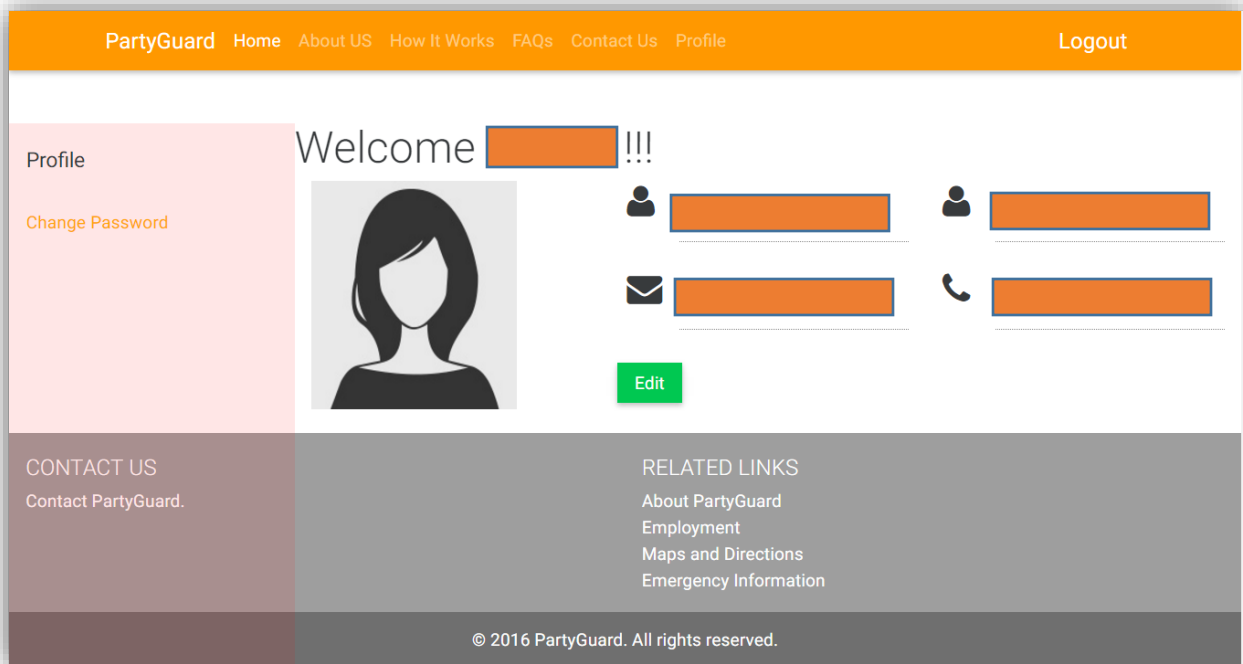 PartyGuard Home About US How It Works FAQs Contact Us Profile Logout
Profile
Change Password
Welcome !!!
Edit
CONTACT US
Contact PartyGuard.
RELATED LINKS
About PartyGuard
Employment
Maps and Directions
Emergency Information
© 2016 PartyGuard. All rights reserved.